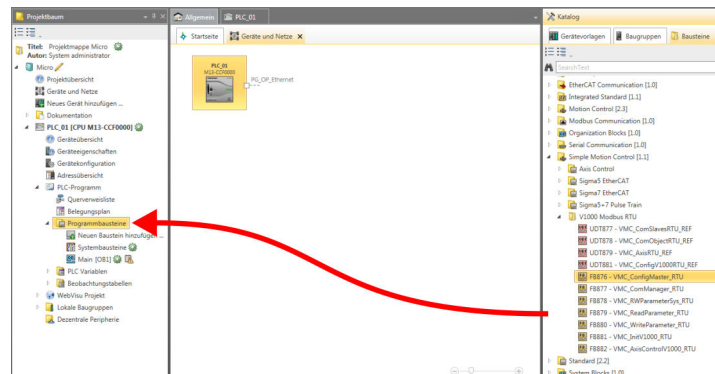 Projektbaum
Titel: Projektmappe Micro
Autor: System administrator
Micro
Projektübersicht
Geräte und Netze
Neues Gerät hinzufügen ...
Dokumentation
PLC_01 [CPU M13-CCF0000]
Geräteübersicht
Geräteeigenschaften
Gerätekonfiguration
Adressübersicht
PLC-Programm
Querverweisliste
Belegungsplan
Programmbausteine
Neuen Baustein hinzufügen ...
Systembausteine
Main [OB1]
PLC Variablen
Beobachtungstabellen
WebVisu Projekt
Lokale Baugruppen
Dezentrale Peripherie
Allgemein PLC_01
Startseite Geräte und Netze
PLC_01
M13-CCF0000
PG_OP_Ethernet
Katalog
Gerätevorlagen Baugruppen Bausteine
SearchText
EtherCAT Communication [1.0]
Integrated Standard [1.1]
Motion Control [2.3]
Modbus Communication [1.0]
Organization Blocks [1.0]
Serial Communication [1.0]
Simple Motion Control [1.1]
Axis Control
Sigma5 EtherCAT
Sigma7 EtherCAT
Sigma5+7 Pulse Train
V1000 Modbus RTU
UDT877 - VMC_ComSlavesRTU_REF
UDT878 - VMC_ComObjectRTU_REF
UDT879 - VMC_AxisRTU_REF
UDT881 - VMC_ConfigV1000RTU_REF
FB876 - VMC_ConfigMaster_RTU
FB877 - VMC_ComManager_RTU
FB878 - VMC_RWParameterSys_RTU
FB879 - VMC_ReadParameter_RTU
FB880 - VMC_WriteParameter_RTU
FB881 - VMC_InitV1000_RTU
FB882 - VMC_AxisControlV1000_RTU
Standard [2.2]
System Blocks [1.0]